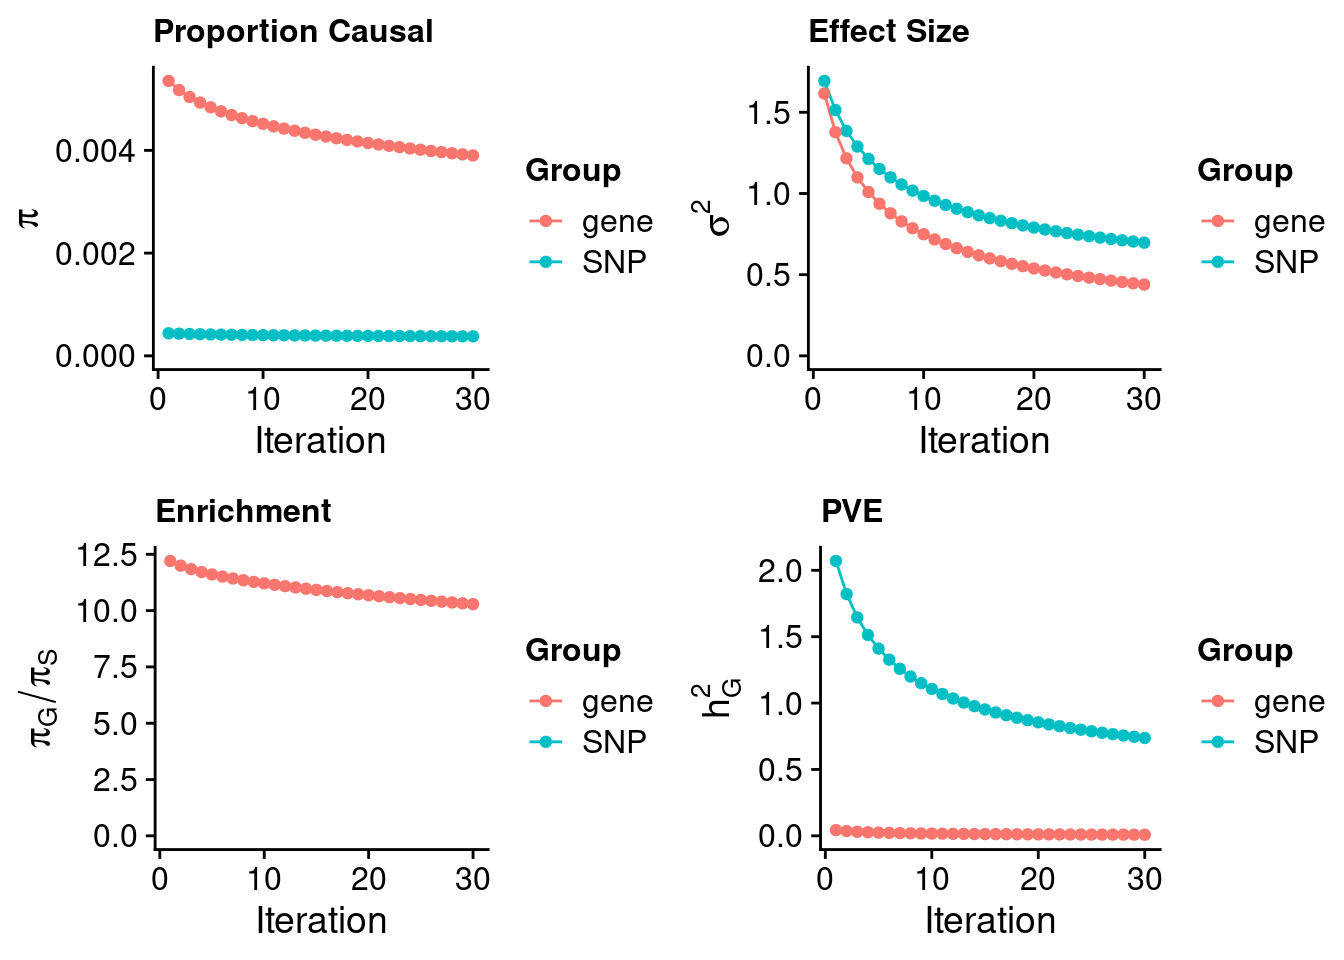 Proportion Causal
0.004
0.002
0.000
π
0 10 20 30
Iteration
Group
gene
SNP
Effect Size
1.5
1.0
0.5
0.0
σ²
0 10 20 30
Iteration
Group
gene
SNP
Enrichment
12.5
10.0
7.5
5.0
2.5
0.0
π_G/π_S
0 10 20 30
Iteration
Group
gene
SNP
PVE
2.0
1.5
1.0
0.5
0.0
h²_G
0 10 20 30
Iteration
Group
gene
SNP